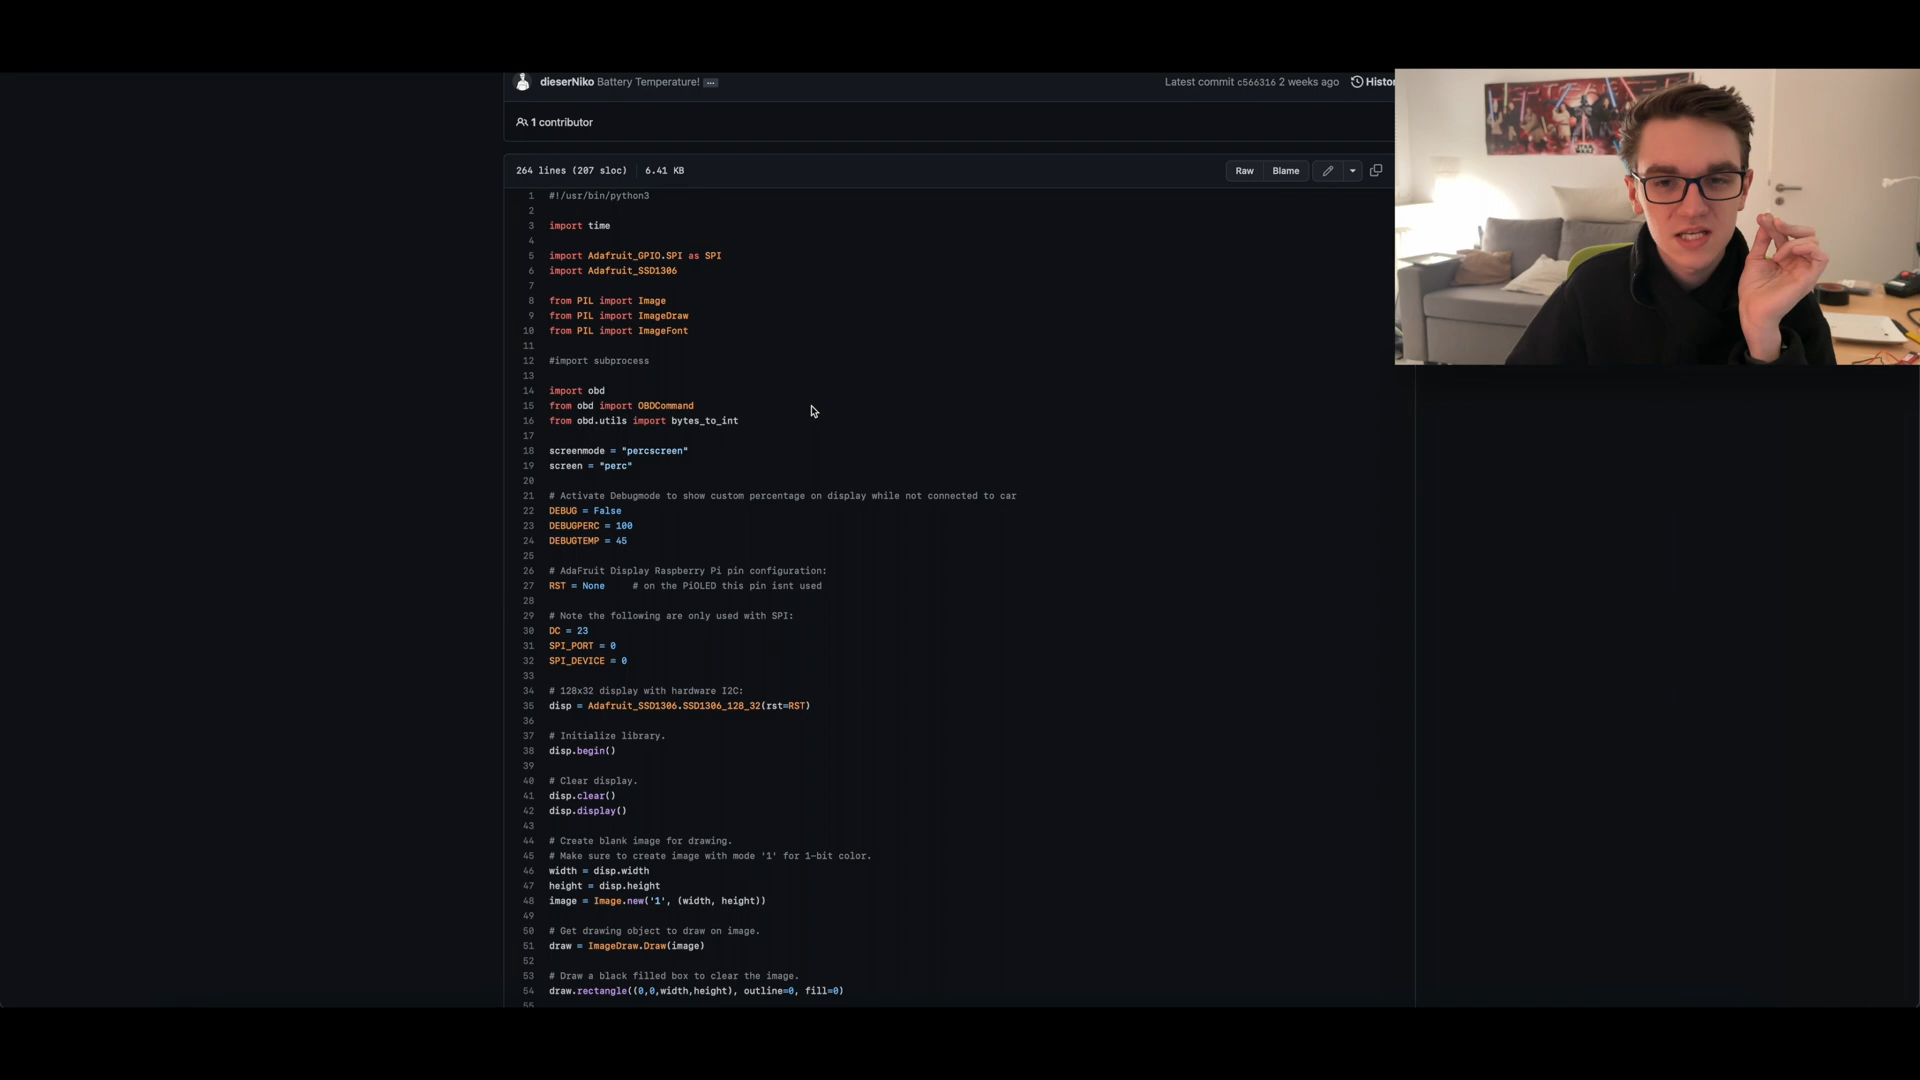 dieserNiko Battery Temperature! ...
Latest commit c566316 2 weeks ago
Histor
1 contributor
264 lines (207 sloc) 6.41 KB
Raw Blame
1 #!/usr/bin/python3
2
3 import time
4
5 import Adafruit_GPIO.SPI as SPI
6 import Adafruit_SSD1306
7
8 from PIL import Image
9 from PIL import ImageDraw
10 from PIL import ImageFont
11
12 #import subprocess
13
14 import obd
15 from obd import OBDCommand
16 from obd.utils import bytes_to_int
17
18 screenmode = "percscreen"
19 screen = "perc"
20
21 # Activate Debugmode to show custom percentage on display while not connected to car
22 DEBUG = False
23 DEBUGPERC = 100
24 DEBUGTEMP = 45
25
26 # AdaFruit Display Raspberry Pi pin configuration:
27 RST = None     # on the PiOLED this pin isnt used
28
29 # Note the following are only used with SPI:
30 DC = 23
31 SPI_PORT = 0
32 SPI_DEVICE = 0
33
34 # 128x32 display with hardware I2C:
35 disp = Adafruit_SSD1306.SSD1306_128_32(rst=RST)
36
37 # Initialize library.
38 disp.begin()
39
40 # Clear display.
41 disp.clear()
42 disp.display()
43
44 # Create blank image for drawing.
45 # Make sure to create image with mode '1' for 1-bit color.
46 width = disp.width
47 height = disp.height
48 image = Image.new('1', (width, height))
49
50 # Get drawing object to draw on image.
51 draw = ImageDraw.Draw(image)
52
53 # Draw a black filled box to clear the image.
54 draw.rectangle((0,0,width,height), outline=0, fill=0)
55
STAR
WARS